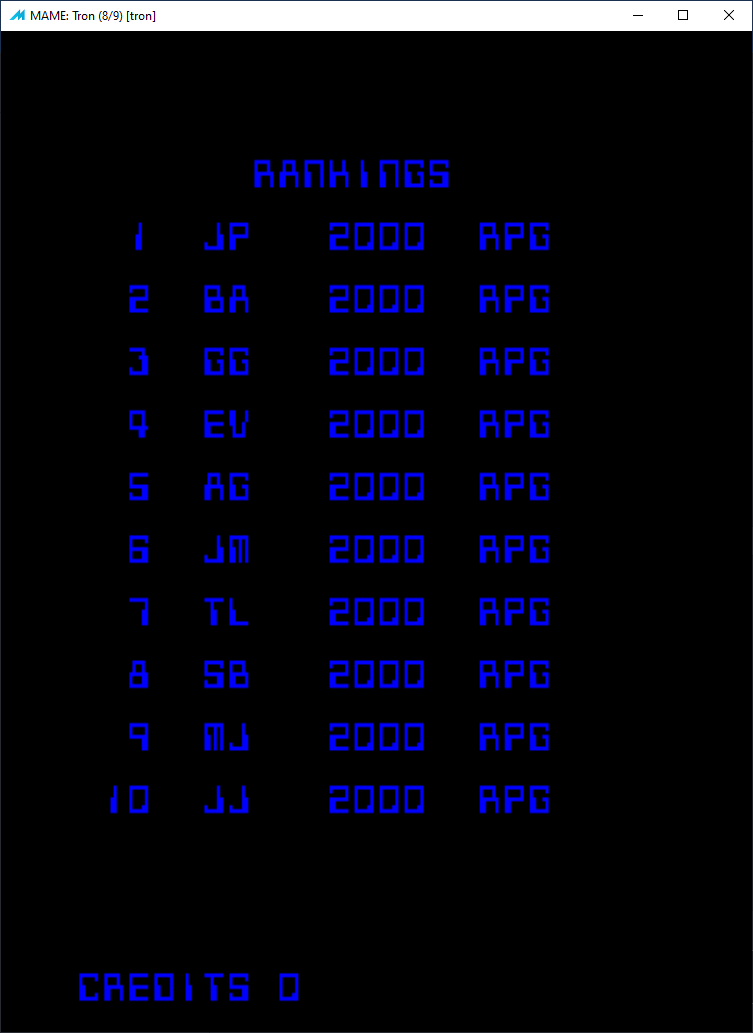 MAME: Tron (8/9) [tron]
RANKINGS
1 JP 2000 RPG
2 BA 2000 RPG
3 GG 2000 RPG
4 EV 2000 RPG
5 AG 2000 RPG
6 JM 2000 RPG
7 TL 2000 RPG
8 SB 2000 RPG
9 MJ 2000 RPG
10 JJ 2000 RPG
CREDITS 0